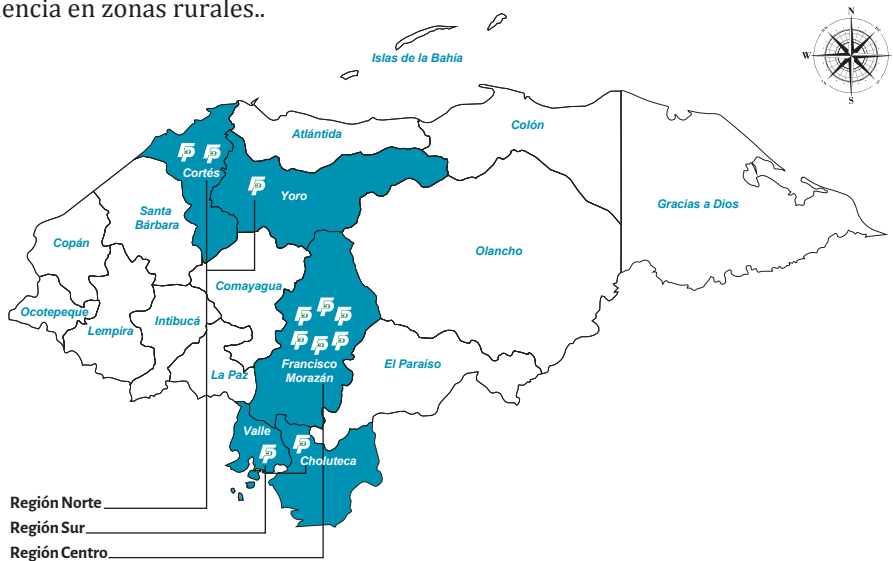 encia en zonas rurales..
N
W
S
Islas de la Bahía
Atlántida
Colón
Cortés
Yoro
Gracias a Dios
Santa
Bárbara
Copán
Olancho
Comayagua
Ocotepeque
Intibucá
Lempira
Francisco
Morazán
El Paraíso
La Paz
Valle
Choluteca
Región Norte
Región Sur
Región Centro